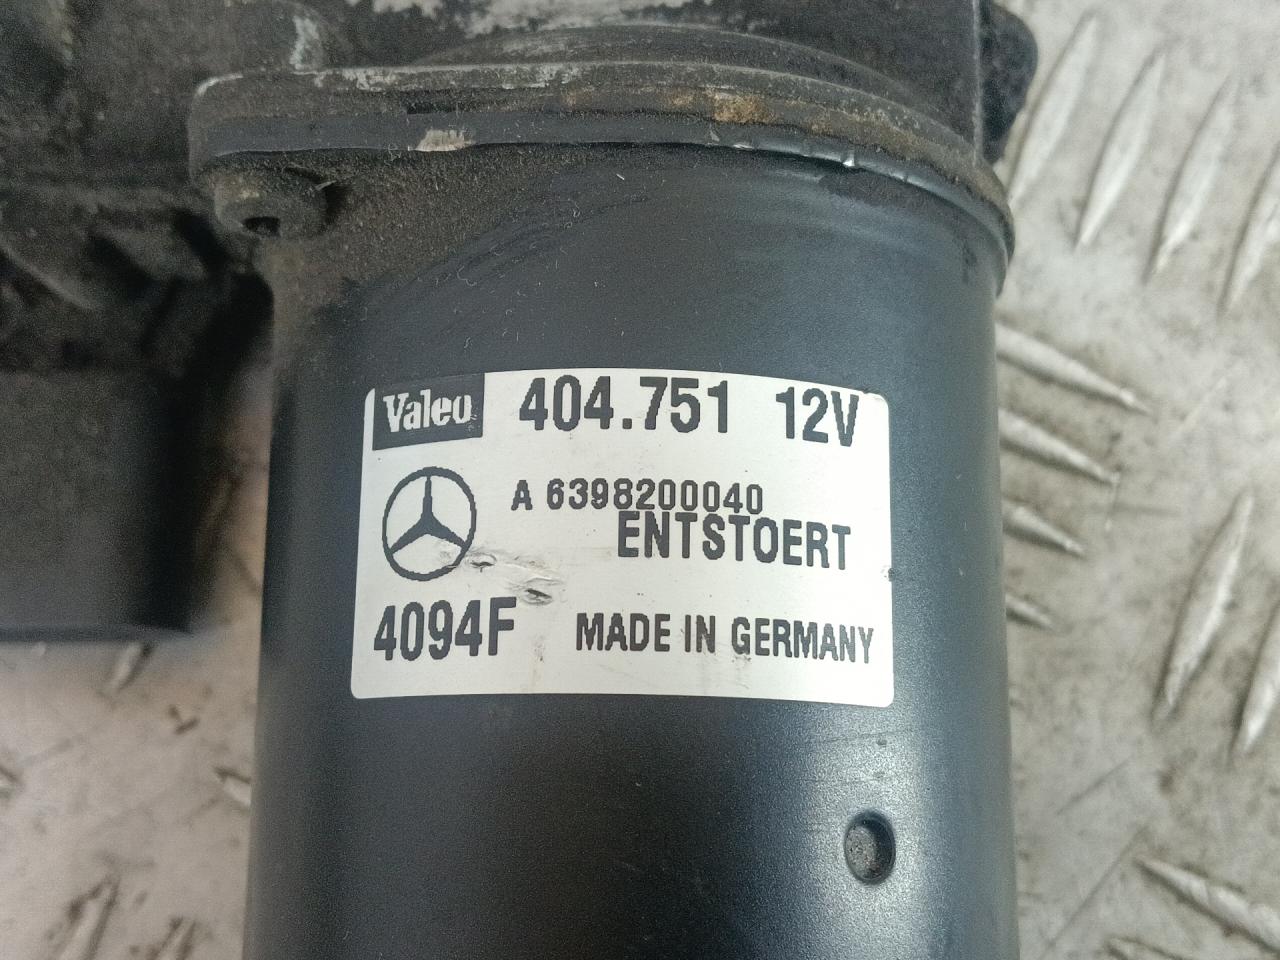 Valeo 404.751 12V
A 6398200040
ENTSTOERT
4094F MADE IN GERMANY